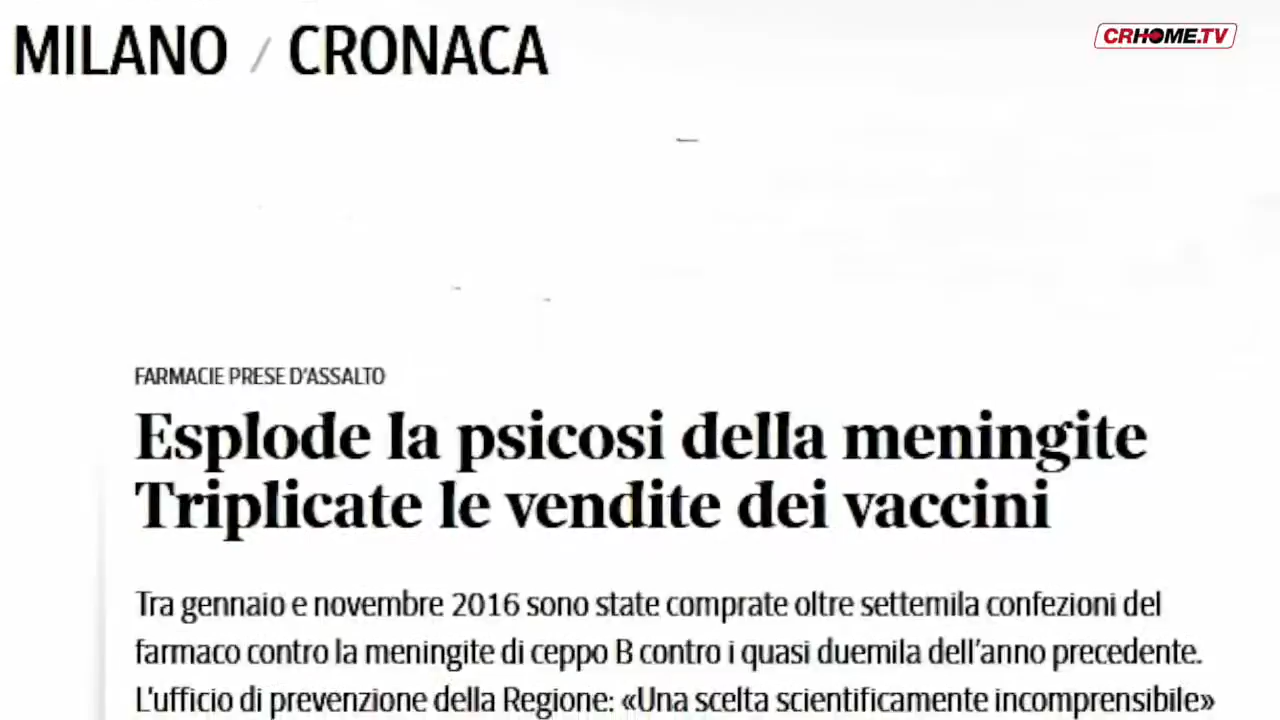 MILANO / CRONACA
CRHOME.TV
FARMACIE PRESE D'ASSALTO
Esplode la psicosi della meningite
Triplicate le vendite dei vaccini
Tra gennaio e novembre 2016 sono state comprate oltre settemila confezioni del
farmaco contro la meningite di ceppo B contro i quasi duemila dell'anno precedente.
L'ufficio di prevenzione della Regione: «Una scelta scientificamente incomprensibile»